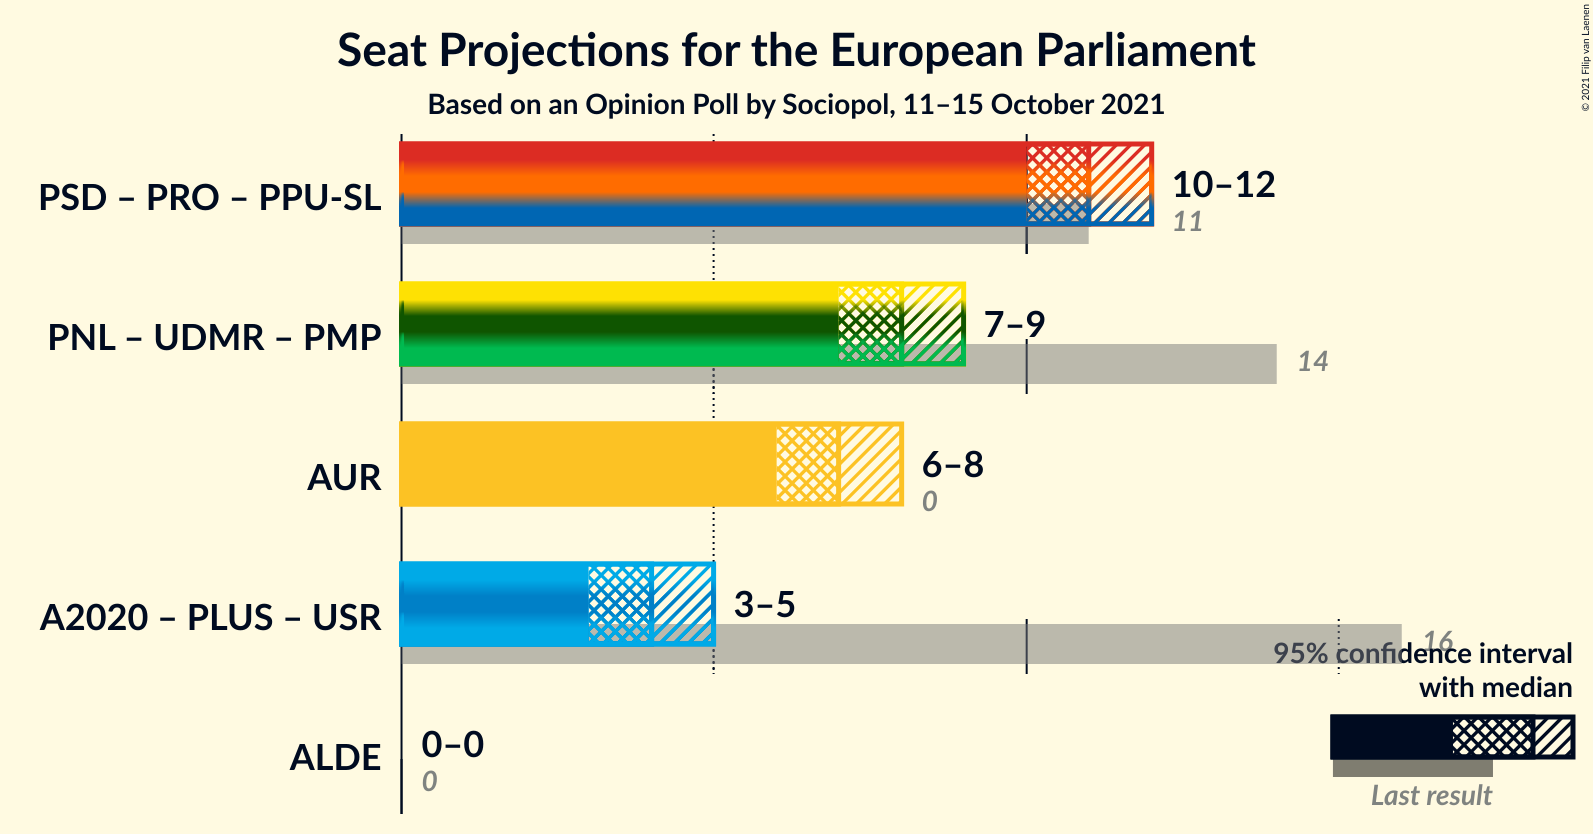 Seat Projections for the European Parliament
Based on an Opinion Poll by Sociopol, 11–15 October 2021
© 2021 Filip van Laenen
PSD – PRO – PPU-SL
10–12
11
PNL – UDMR – PMP
7–9
14
AUR
6–8
0
A2020 – PLUS – USR
3–5
16
95% confidence interval
with median
Last result
ALDE
0–0
0